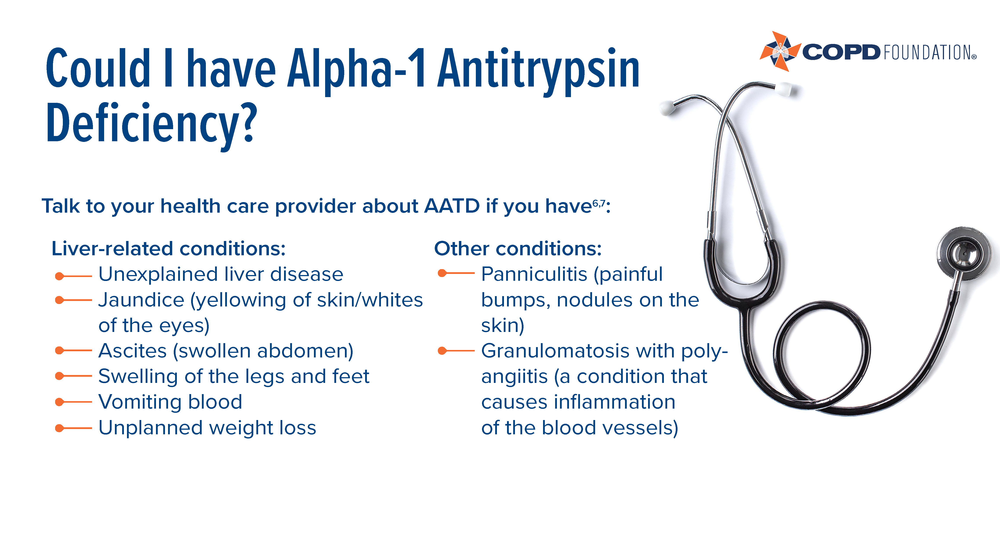 COPD FOUNDATION®
Could I have Alpha-1 Antitrypsin
Deficiency?
Talk to your health care provider about AATD if you have6,7:
Liver-related conditions:
Unexplained liver disease
Jaundice (yellowing of skin/whites
of the eyes)
Ascites (swollen abdomen)
Swelling of the legs and feet
Vomiting blood
Unplanned weight loss
Other conditions:
Panniculitis (painful
bumps, nodules on the
skin)
Granulomatosis with poly-
angiitis (a condition that
causes inflammation
of the blood vessels)